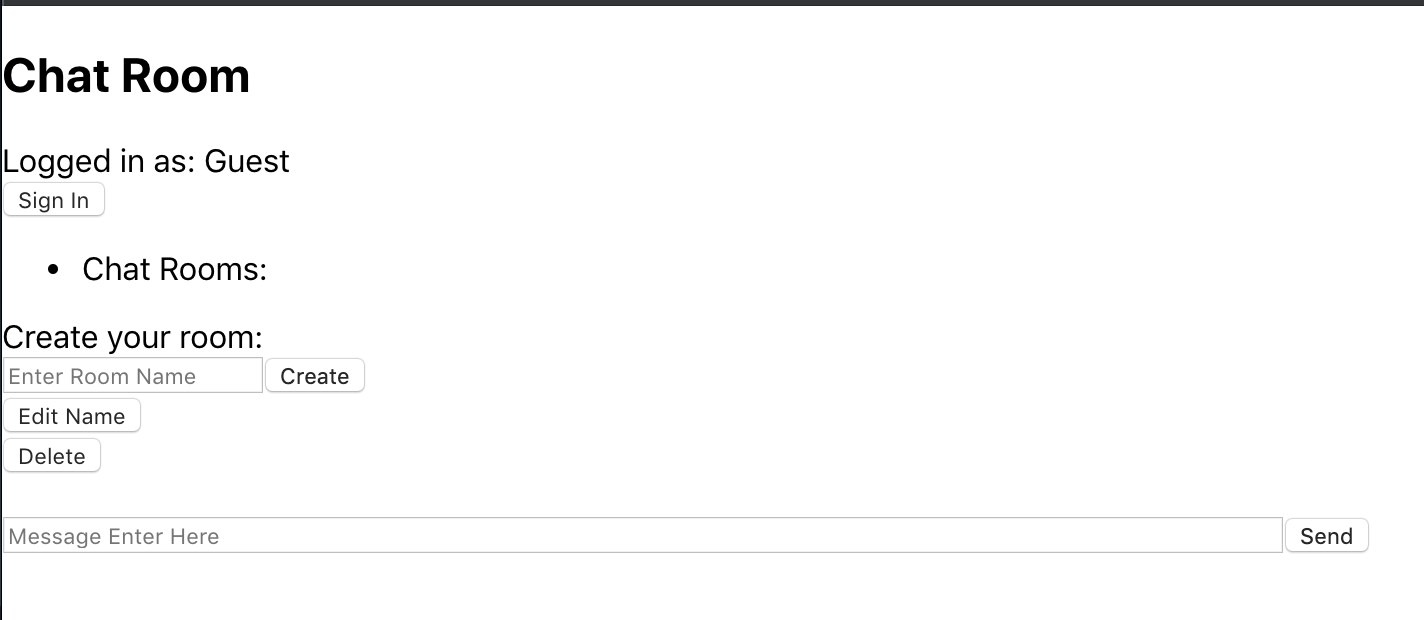 Chat Room
Logged in as: Guest
Sign In
• Chat Rooms:
Create your room:
Enter Room Name Create
Edit Name
Delete
Message Enter Here Send